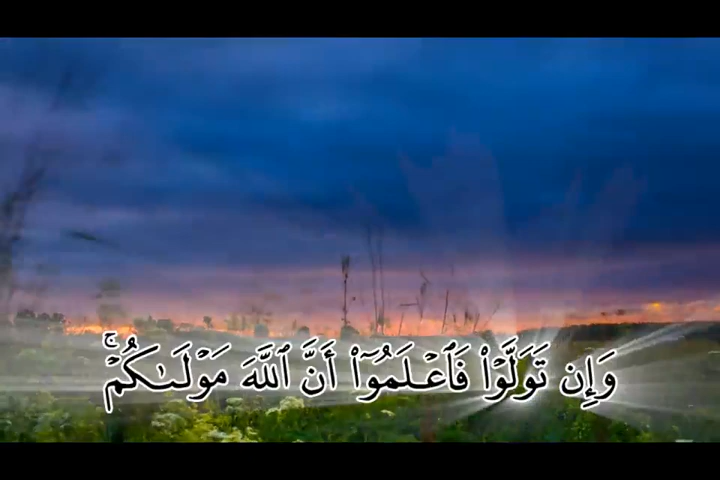 وَإِن تَوَلَّوْا۟ فَٱعْلَمُوٓا۟ أَنَّ ٱللَّهَ مَوْلَىٰكُمْ ۚ